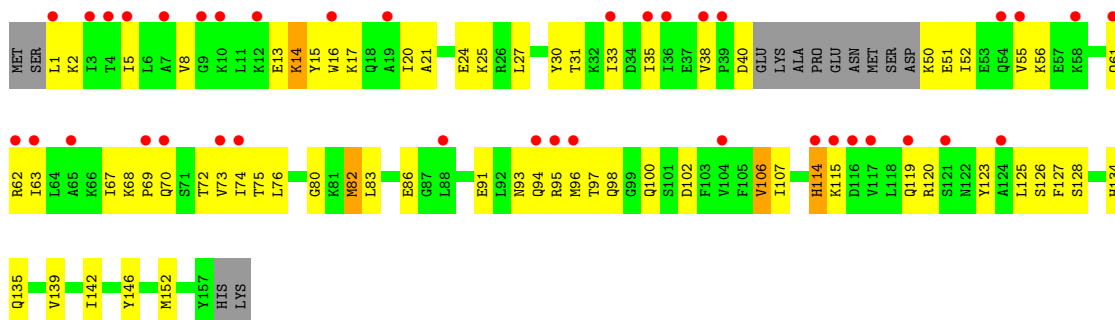 MET SER L1 K2 I3 T4 I5 L6 A7 V8 G9 K10 L11 K12 E13 K14 Y15 W16 K17 Q18 A19 I20 A21 E24 K25 R26 L27 Y30 T31 K32 I33 D34 I35 I36 E37 V38 P39 D40 GLU LYS ALA PRO GLU ASN MET SER ASP K50 E51 I52 E53 Q54 V55 K56 E57 K58
R62 I63 L64 A65 K66 I67 K68 P69 Q70 S71 T72 V73 I74 T75 L76 G80 K81 M82 L83 E86 G87 L88 E91 L92 N93 Q94 R95 M96 T97 Q98 G99 Q100 S101 D102 F103 V104 F105 V106 I107 H114 K115 D116 V117 L118 Q119 R120 S121 N122 Y123 A124 L125 S126 F127 S128
Q135 V139 I142 Y146 M152 Y157 HIS LYS